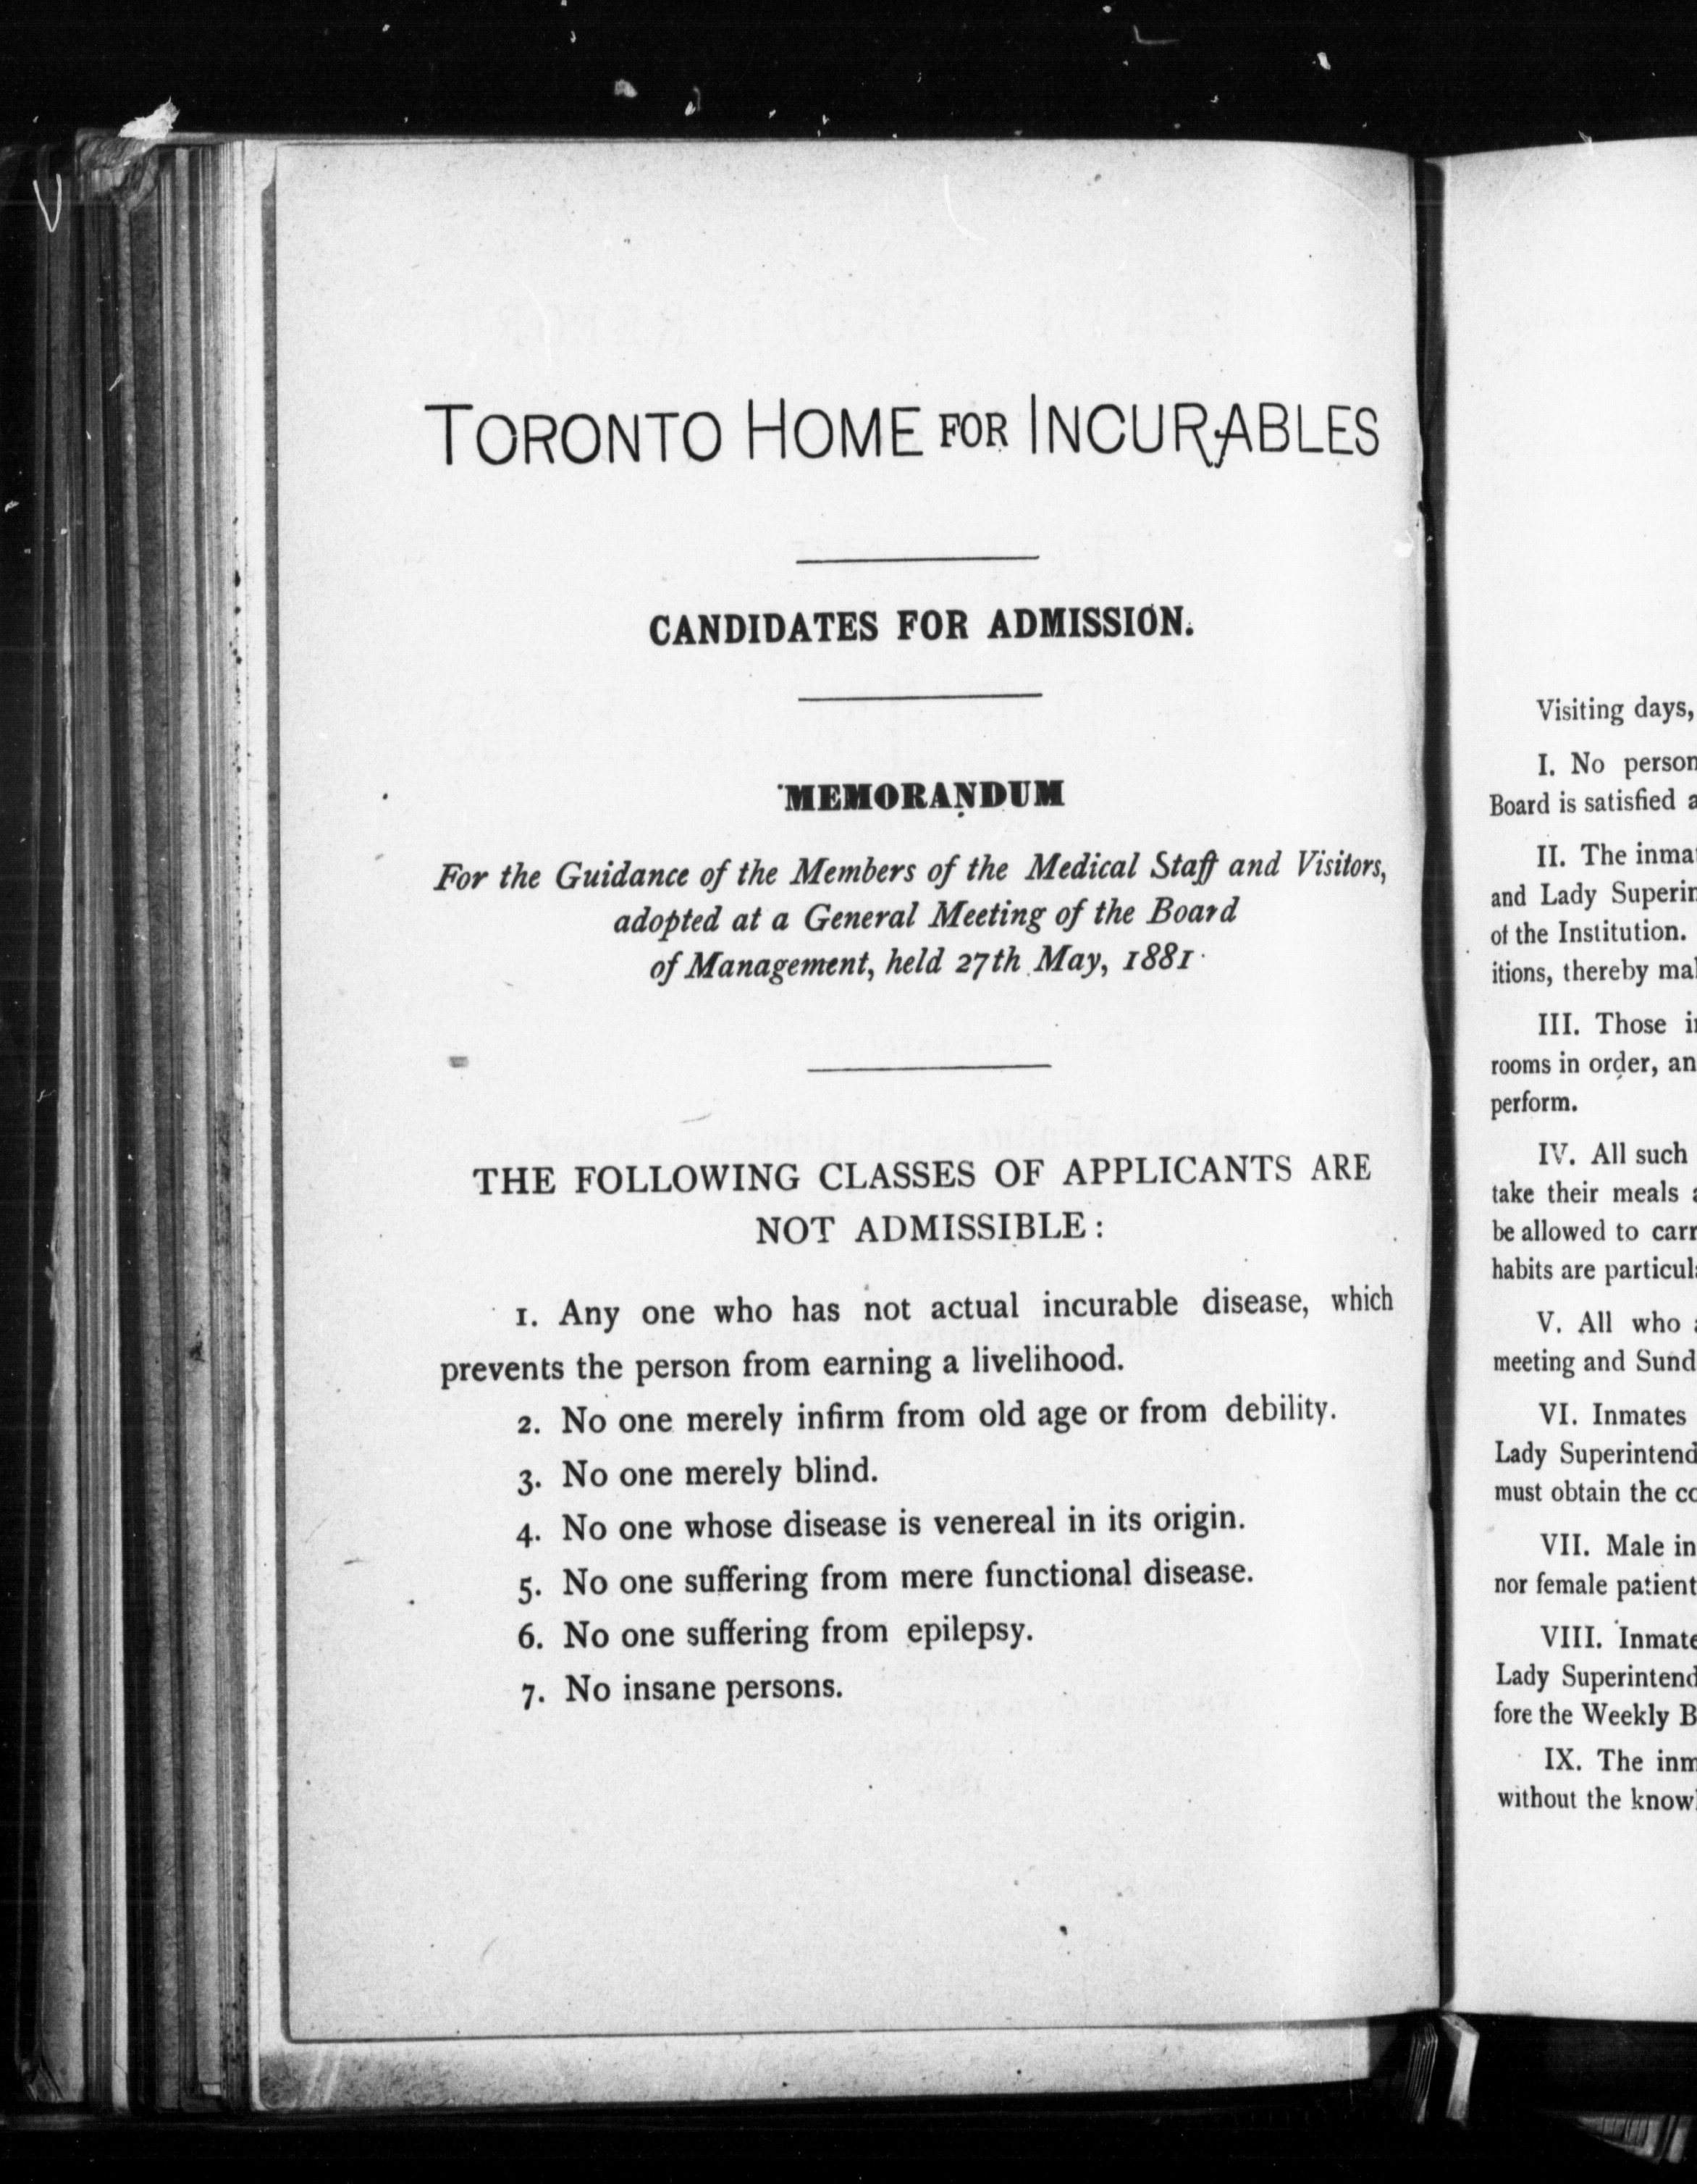 TORONTO HOME FOR INCURABLES
CANDIDATES FOR ADMISSION.
MEMORANDUM
For the Guidance of the Members of the Medical Staff and Visitors,
adopted at a General Meeting of the Board
of Management, held 27th May, 1881
THE FOLLOWING CLASSES OF APPLICANTS ARE
NOT ADMISSIBLE:
1. Any one who has not actual incurable disease, which
prevents the person from earning a livelihood.
2. No one merely infirm from old age or from debility.
3. No one merely blind.
4. No one whose disease is venereal in its origin.
5. No one suffering from mere functional disease.
6. No one suffering from epilepsy.
7. No insane persons.
Visiting days,
I. No person
Board is satisfied
II. The
and Lady
of the Institution.
itions, thereby
III. Those
rooms in order,
perform.
IV. All such
take their meals
be allowed to
habits are
V. All who
meeting and
VI. Inmates
Lady
must obtain the
VII. Male
nor female
VIII.
Lady
fore the Weekly
IX. The
without the